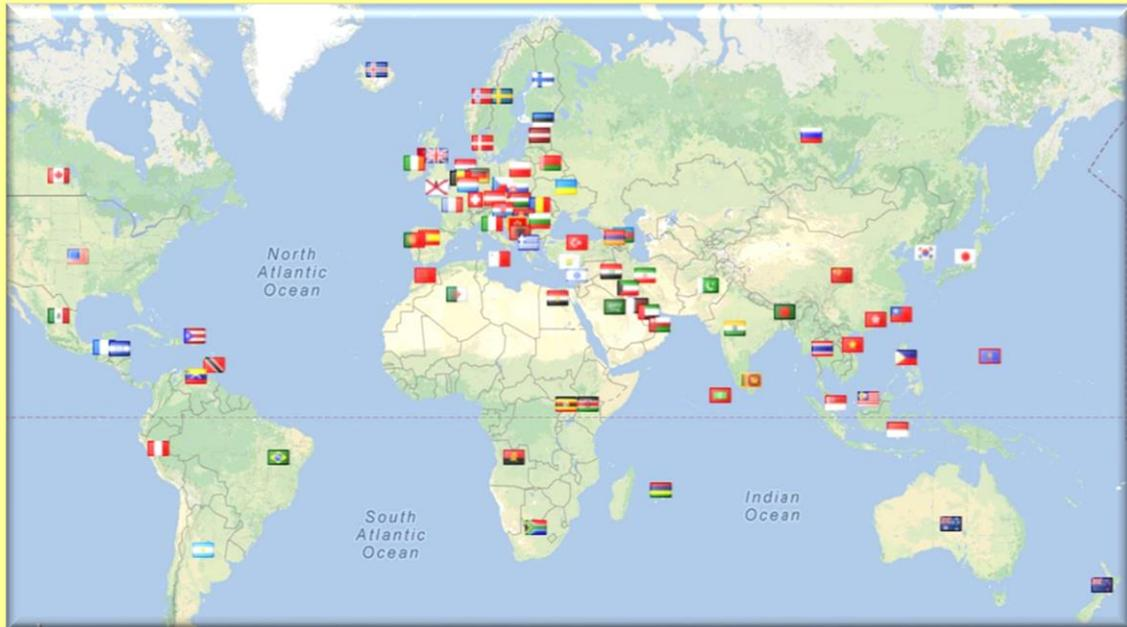 North
Atlantic
Ocean
South
Atlantic
Ocean
Indian
Ocean